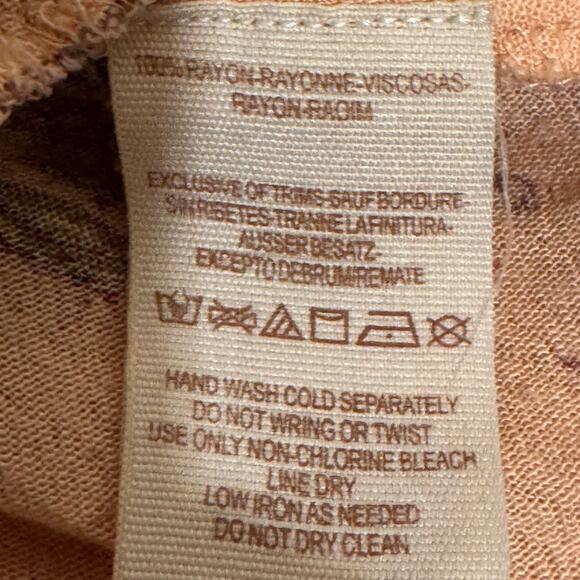 100% RAYON-RAYONNE-VISCOSAS-
RAYON-RAOIM
EXCLUSIVE OF TRIMS-SAUF BORDURE-
SIN RIBETES-TRANNE LA FINITURA-
AUSSER BESATZ-
EXCEPTO DEBRUM/REMATE
HAND WASH COLD SEPARATELY
DO NOT WRING OR TWIST
USE ONLY NON-CHLORINE BLEACH
LINE DRY
LOW IRON AS NEEDED
DO NOT DRY CLEAN